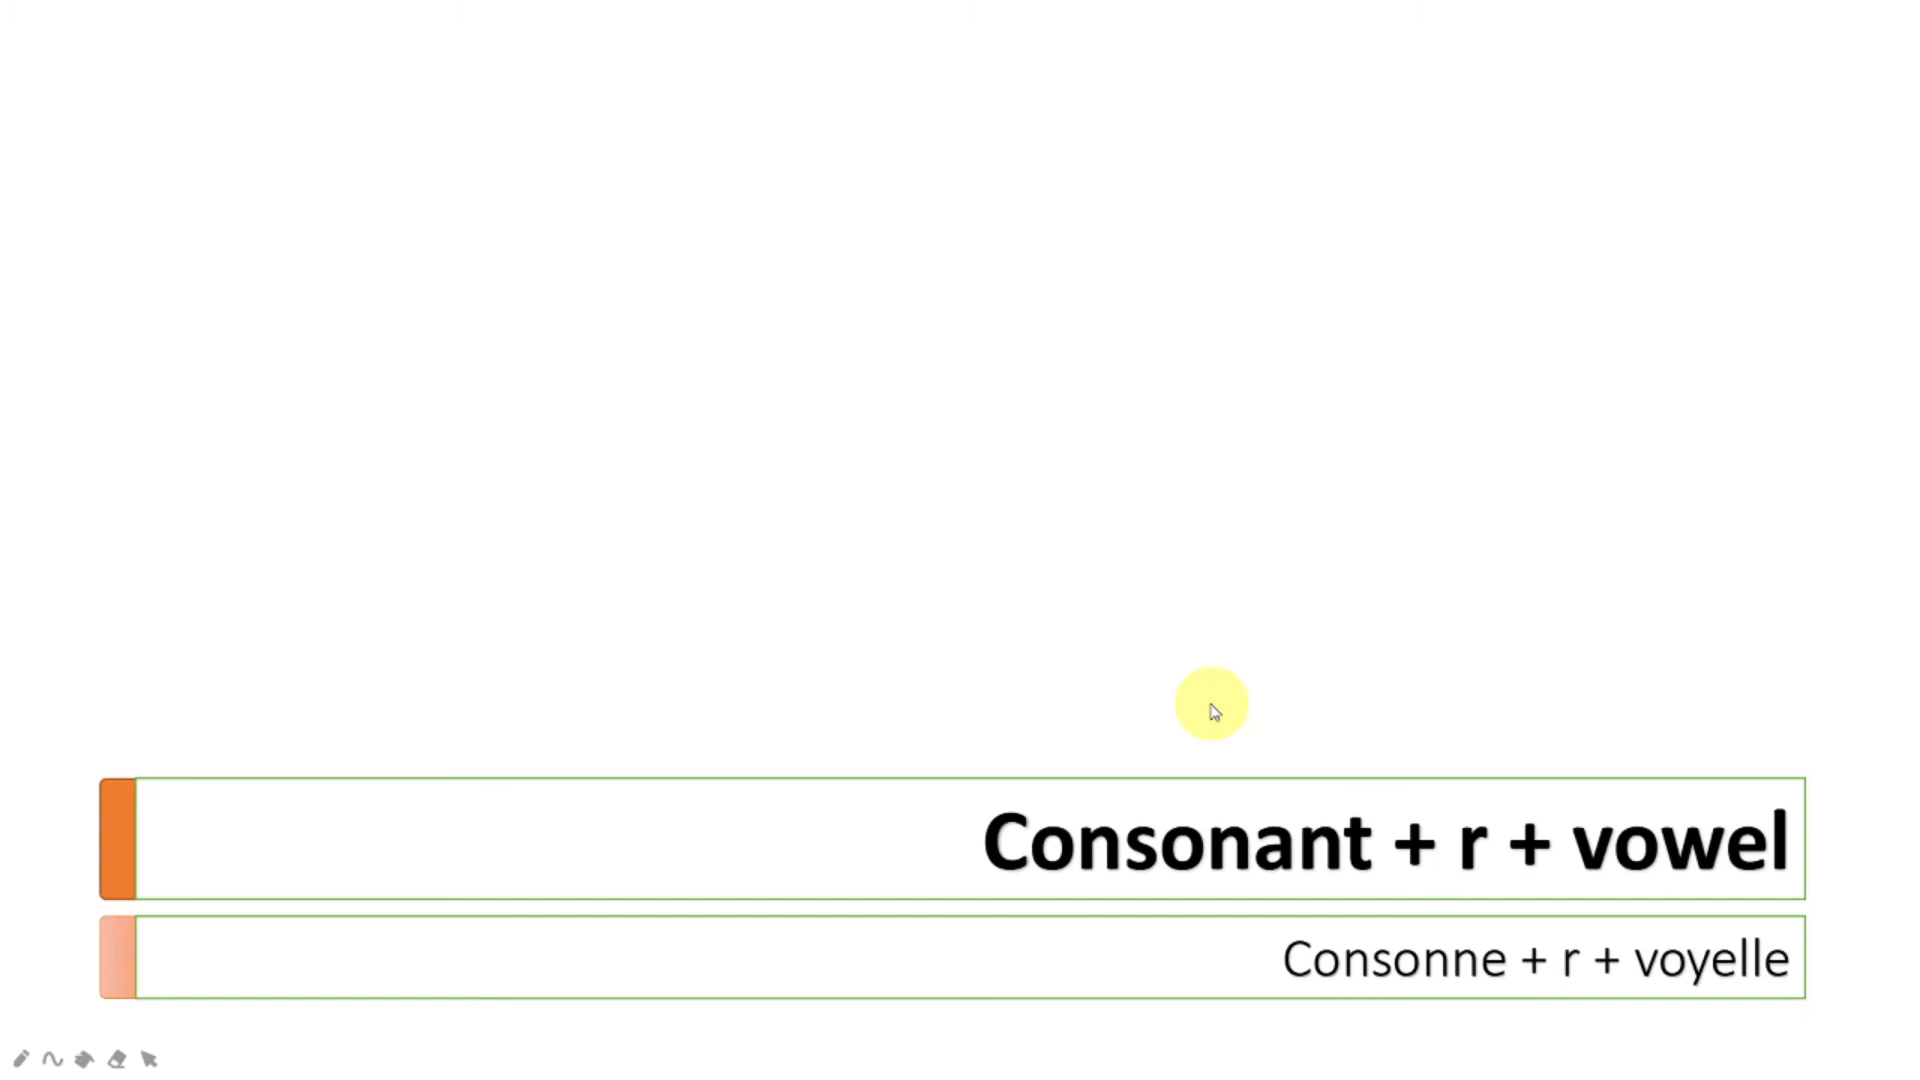 Consonant + r + vowel
Consonne + r + voyelle